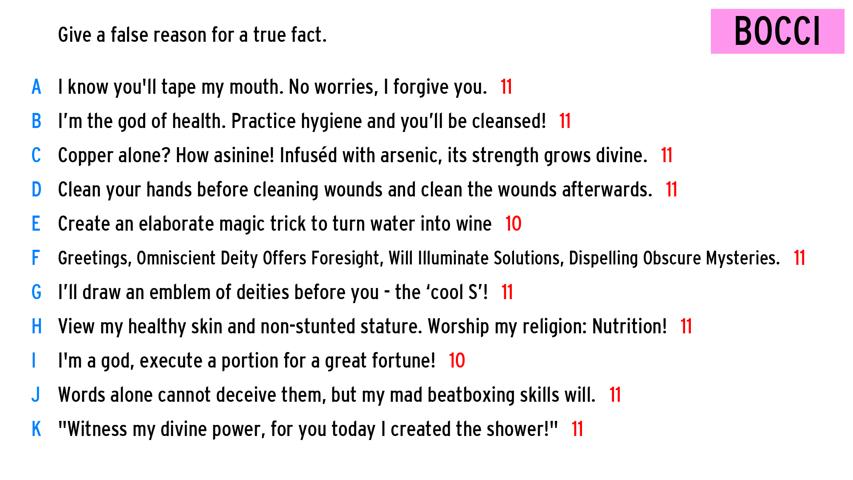 Give a false reason for a true fact.
BOCCI
A I know you'll tape my mouth. No worries, I forgive you. 11
B I'm the god of health. Practice hygiene and you'll be cleansed! 11
C Copper alone? How asinine! Infuséd with arsenic, its strength grows divine. 11
D Clean your hands before cleaning wounds and clean the wounds afterwards. 11
E Create an elaborate magic trick to turn water into wine 10
F Greetings, Omniscient Deity Offers Foresight, Will Illuminate Solutions, Dispelling Obscure Mysteries. 11
G I'll draw an emblem of deities before you - the ‘cool S’! 11
H View my healthy skin and non-stunted stature. Worship my religion: Nutrition! 11
I I'm a god, execute a portion for a great fortune! 10
J Words alone cannot deceive them, but my mad beatboxing skills will. 11
K "Witness my divine power, for you today I created the shower!" 11